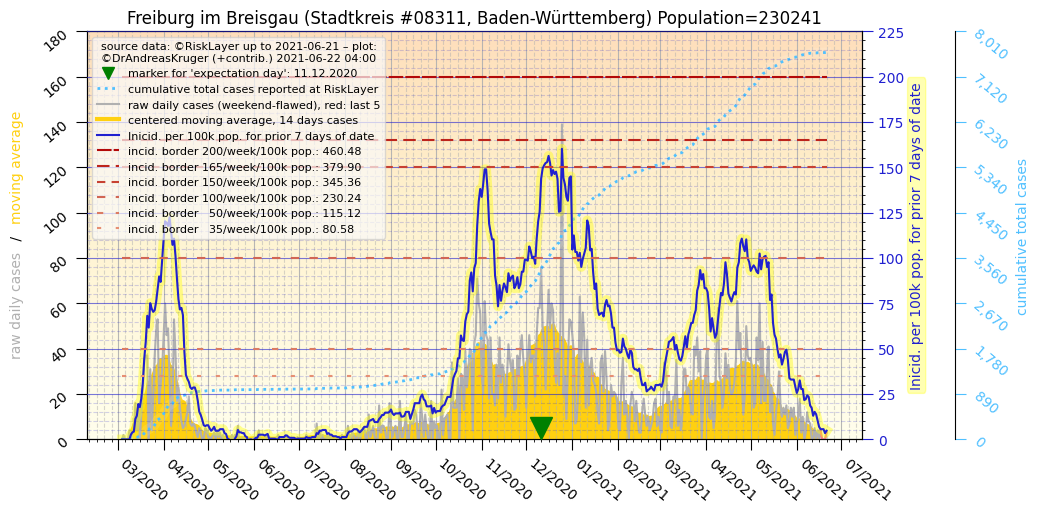 Freiburg im Breisgau (Stadtkreis #08311, Baden-Württemberg) Population=230241
source data: ©RiskLayer up to 2021-06-21 – plot:
©DrAndreasKruger (+contrib.) 2021-06-22 04:00
marker for 'expectation day': 11.12.2020
cumulative total cases reported at RiskLayer
raw daily cases (weekend-flawed), red: last 5
centered moving average, 14 days cases
Inicid. per 100k pop. for prior 7 days of date
incid. border 200/week/100k pop.: 460.48
incid. border 165/week/100k pop.: 379.90
incid. border 150/week/100k pop.: 345.36
incid. border 100/week/100k pop.: 230.24
incid. border 50/week/100k pop.: 115.12
incid. border 35/week/100k pop.: 80.58
raw daily cases / moving average
180
160
140
120
100
80
60
40
20
0
03/2020
04/2020
05/2020
06/2020
07/2020
08/2020
09/2020
10/2020
11/2020
12/2020
01/2021
02/2021
03/2021
04/2021
05/2021
06/2021
07/2021
225
200
175
150
125
100
75
50
25
0
Inicid. per 100k pop. for prior 7 days of date
8,010
7,120
6,230
5,340
4,450
3,560
2,670
1,780
890
0
cumulative total cases